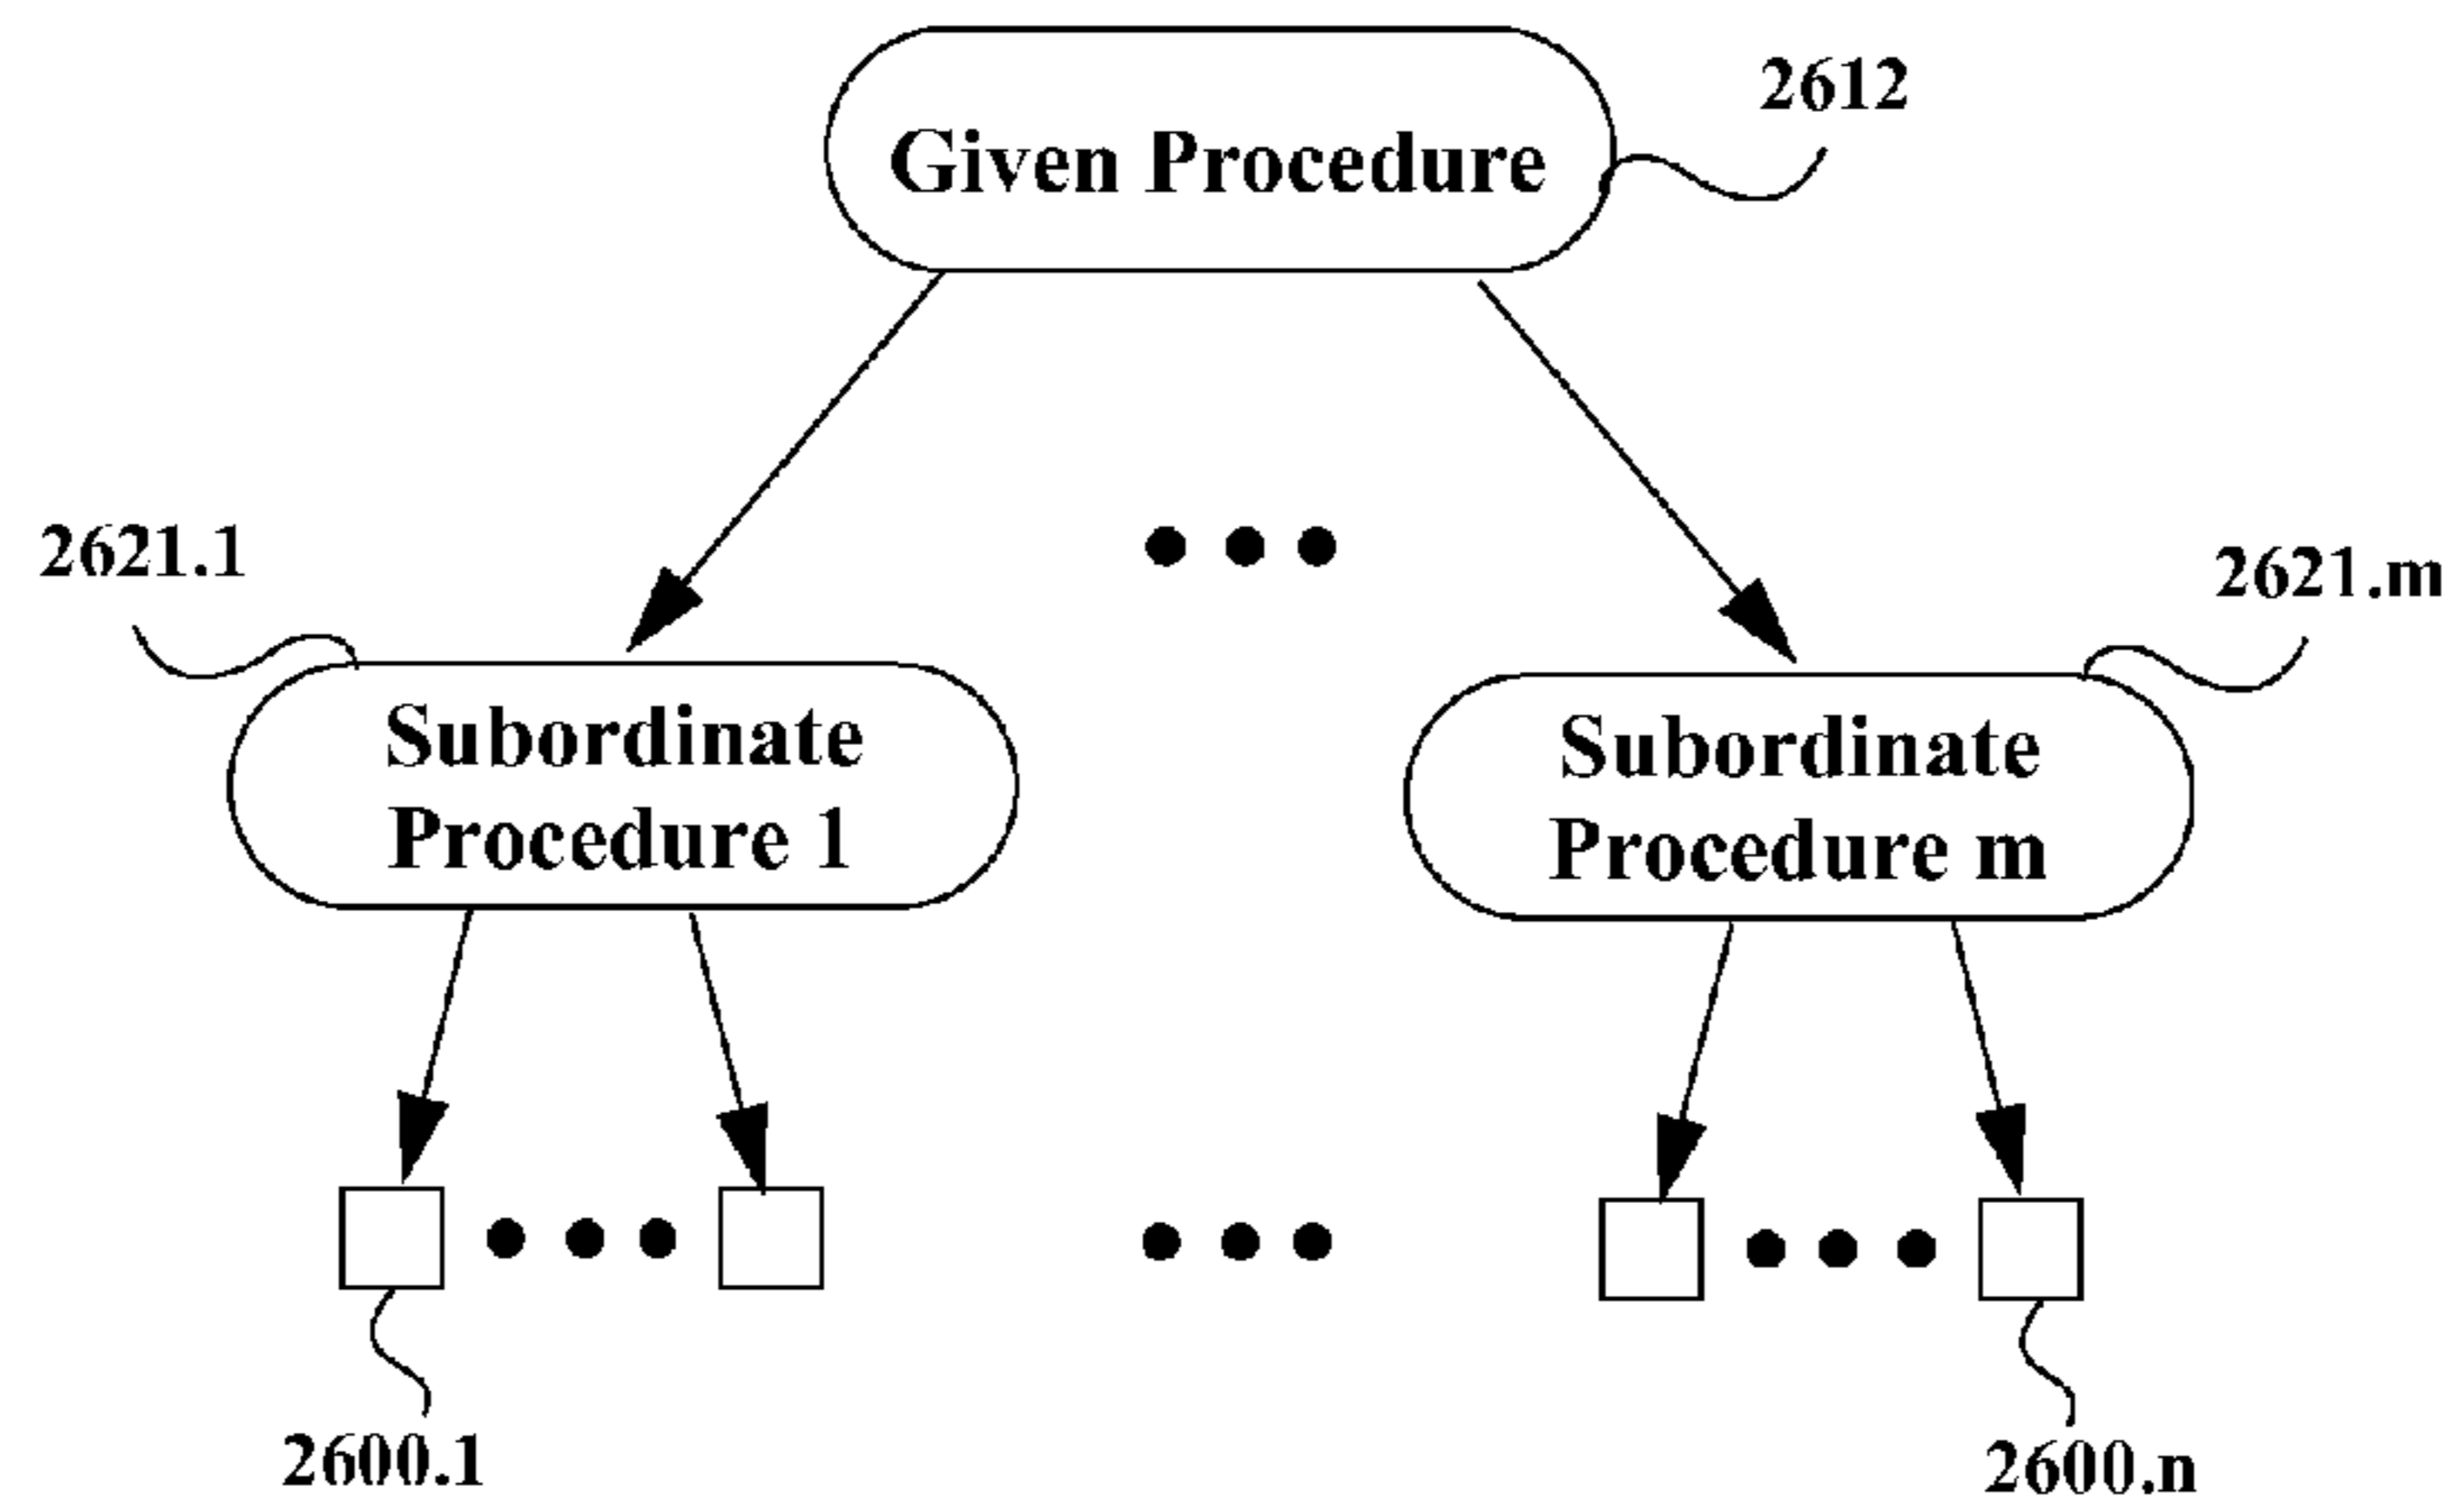 2612
Given Procedure
2621.1
2621.m
Subordinate
Procedure 1
Subordinate
Procedure m
2600.1
2600.n